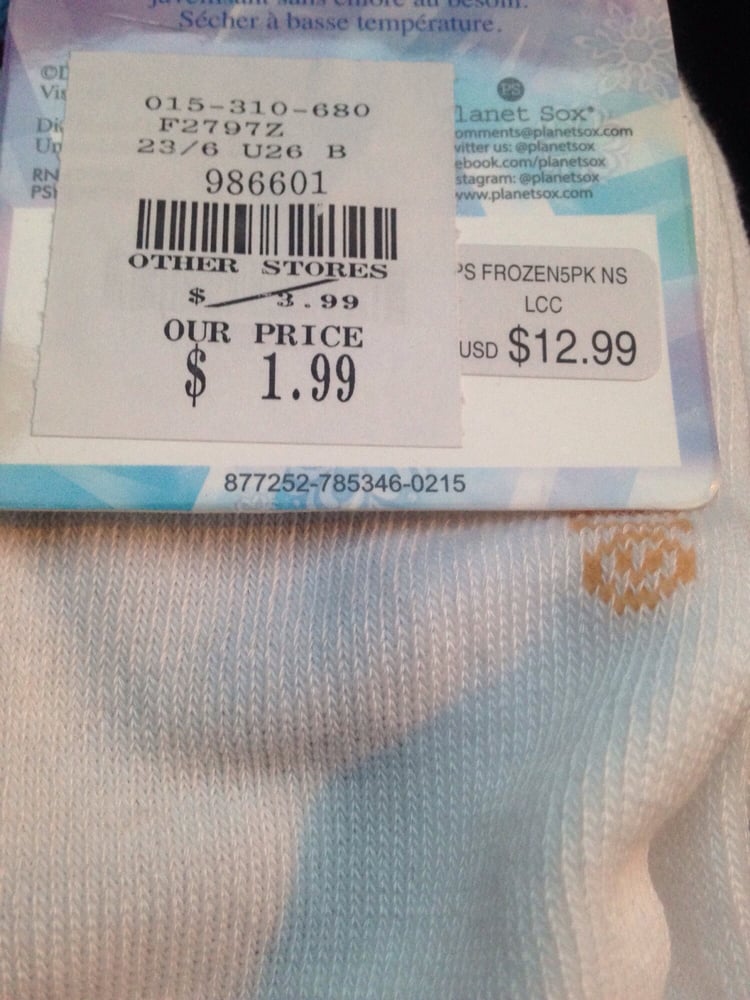 Sécher à basse température.
015-310-680
F2797Z
23/6 U26 B
986601
OTHER STORES
$ 3.99
OUR PRICE
$ 1.99
PS
lanet Sox
omments@planetsox.com
witter us: @planetsox
ebook.com/planetsox
stagram: @planetsox
www.planetsox.com
PS FROZEN5PK NS
LCC
USD $12.99
RN
877252-785346-0215